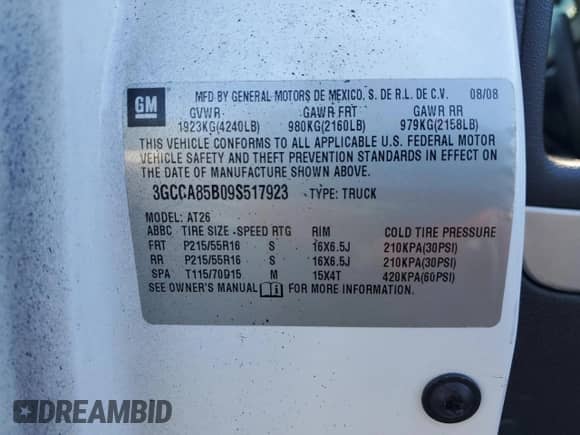 GM
MFD BY GENERAL MOTORS DE MEXICO, S. DE R.L. DE C.V. 08/08
GVWR GAWR FRT GAWR RR
1923KG(4240LB) 980KG(2160LB) 979KG(2158LB)
THIS VEHICLE CONFORMS TO ALL APPLICABLE U.S. FEDERAL MOTOR
VEHICLE SAFETY AND THEFT PREVENTION STANDARDS IN EFFECT ON
THE DATE OF MANUFACTURE SHOWN ABOVE.
3GCCA85B09S517923 TYPE: TRUCK
MODEL: AT26
ABBC TIRE SIZE -SPEED RTG RIM COLD TIRE PRESSURE
FRT P215/55R16 S 16X6.5J 210KPA(30PSI)
RR P215/55R16 S 16X6.5J 210KPA(30PSI)
SPA T115/70D15 M 15X4T 420KPA(60PSI)
SEE OWNER'S MANUAL FOR MORE INFORMATION.
DREAMBID